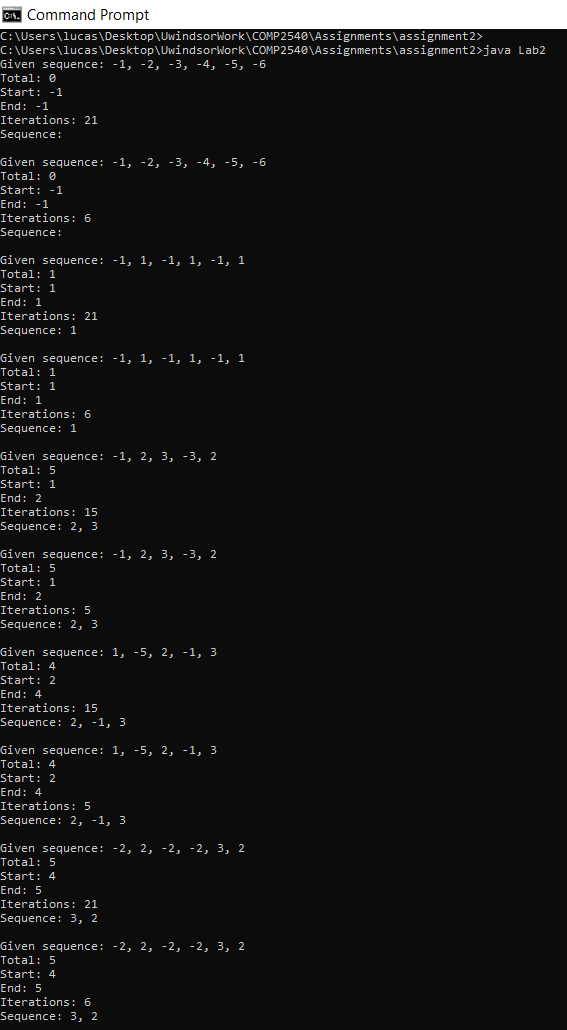 Command Prompt
C:\Users\lucas\Desktop\UwindsorWork\COMP2540\Assignments\assignment2>
C:\Users\lucas\Desktop\UwindsorWork\COMP2540\Assignments\assignment2>java Lab2
Given sequence: -1, -2, -3, -4, -5, -6
Total: 0
Start: -1
End: -1
Iterations: 21
Sequence:

Given sequence: -1, -2, -3, -4, -5, -6
Total: 0
Start: -1
End: -1
Iterations: 6
Sequence:

Given sequence: -1, 1, -1, 1, -1, 1
Total: 1
Start: 1
End: 1
Iterations: 21
Sequence: 1

Given sequence: -1, 1, -1, 1, -1, 1
Total: 1
Start: 1
End: 1
Iterations: 6
Sequence: 1

Given sequence: -1, 2, 3, -3, 2
Total: 5
Start: 1
End: 2
Iterations: 15
Sequence: 2, 3

Given sequence: -1, 2, 3, -3, 2
Total: 5
Start: 1
End: 2
Iterations: 5
Sequence: 2, 3

Given sequence: 1, -5, 2, -1, 3
Total: 4
Start: 2
End: 4
Iterations: 15
Sequence: 2, -1, 3

Given sequence: 1, -5, 2, -1, 3
Total: 4
Start: 2
End: 4
Iterations: 5
Sequence: 2, -1, 3

Given sequence: -2, 2, -2, -2, 3, 2
Total: 5
Start: 4
End: 5
Iterations: 21
Sequence: 3, 2

Given sequence: -2, 2, -2, -2, 3, 2
Total: 5
Start: 4
End: 5
Iterations: 6
Sequence: 3, 2